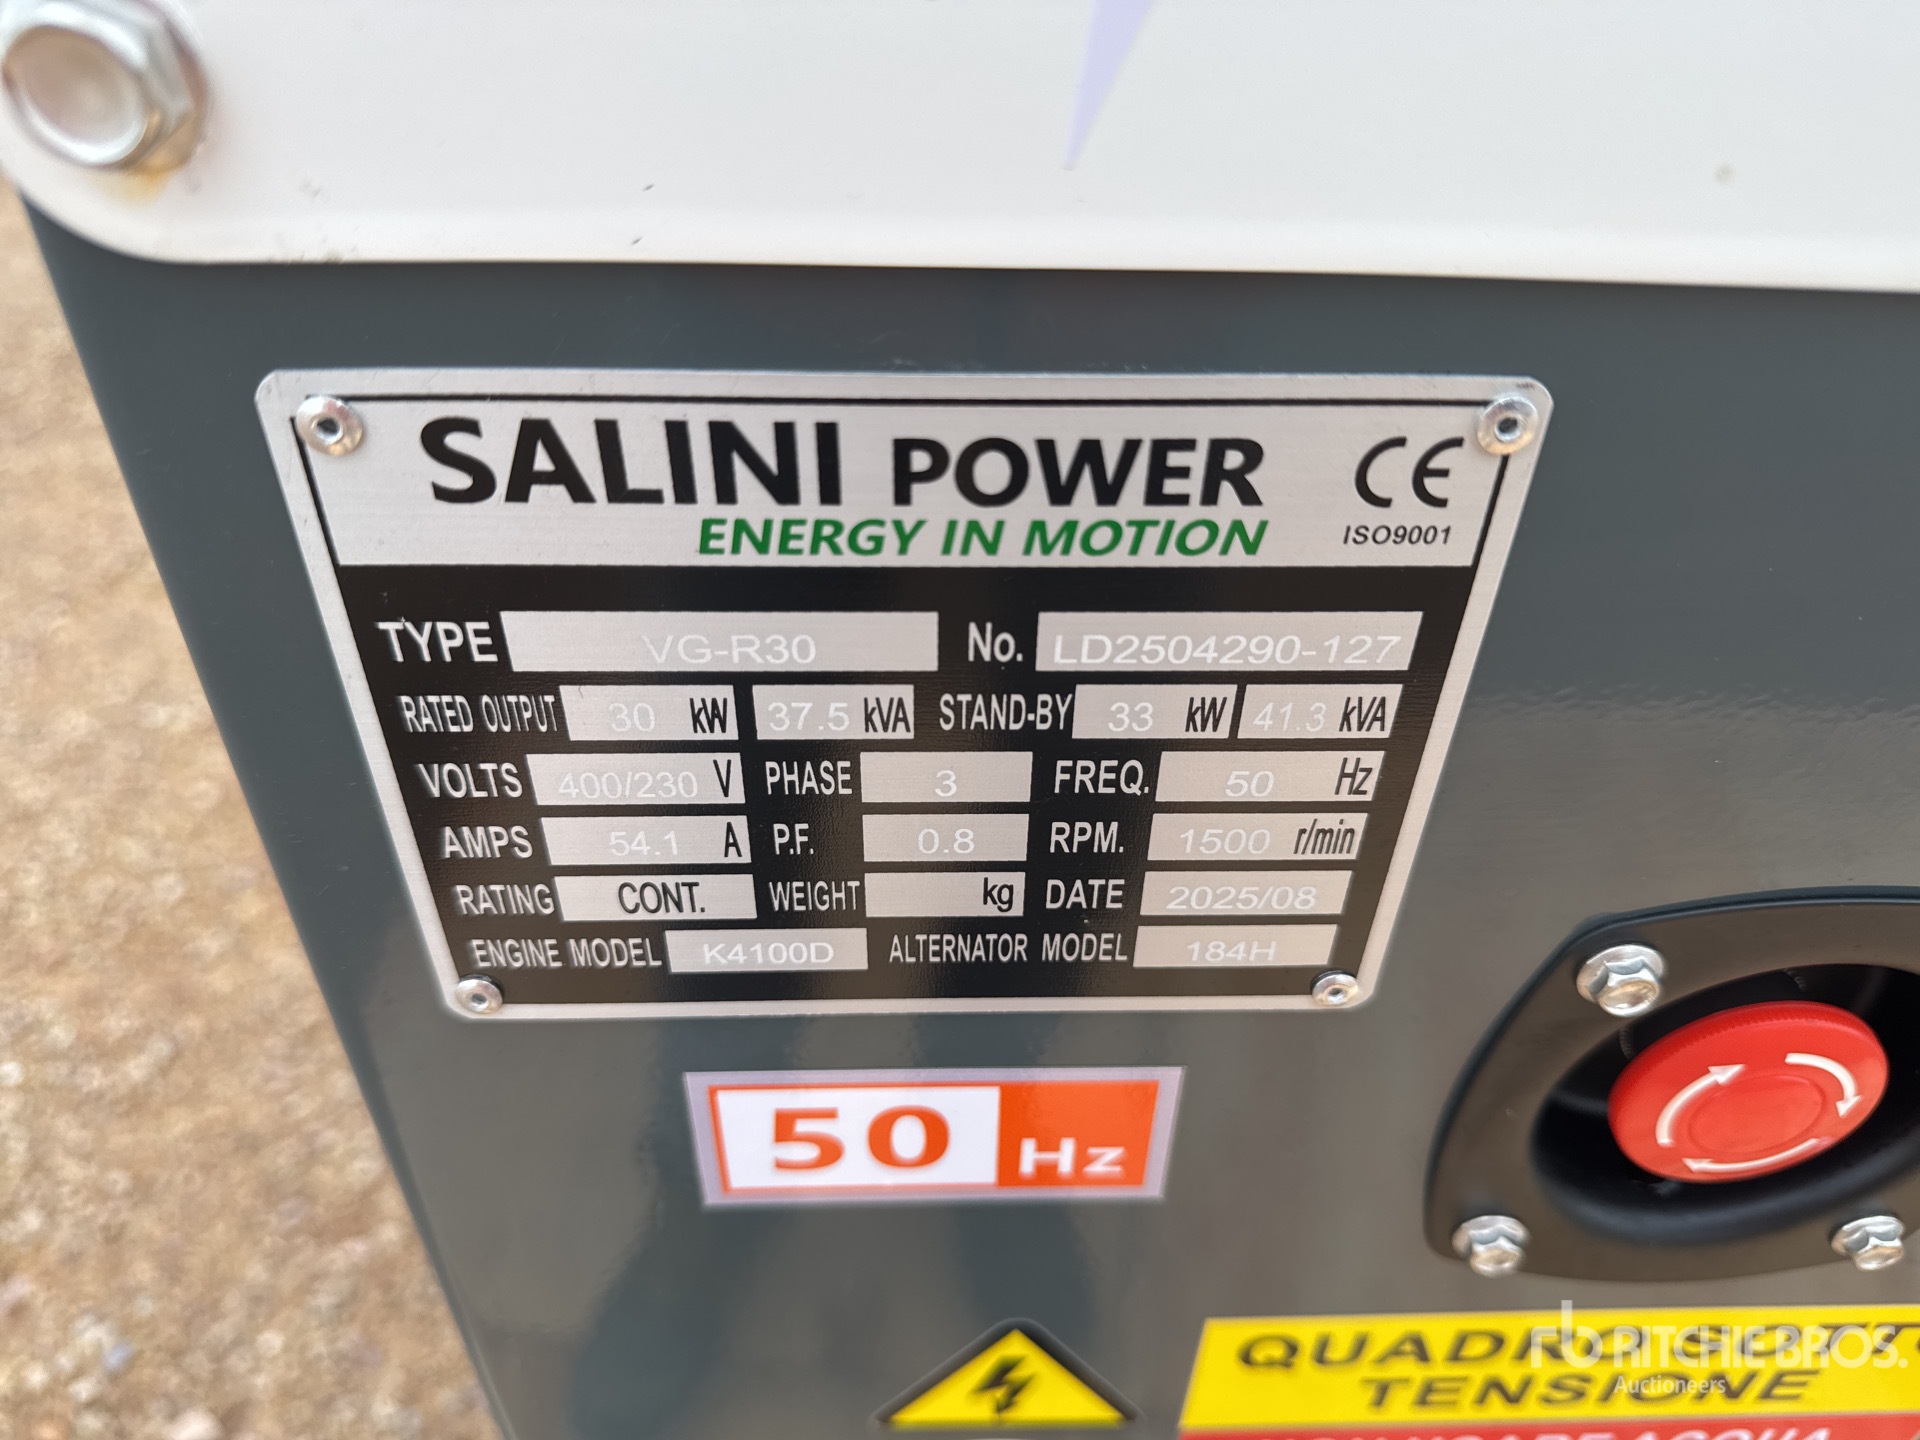 SALINI POWER CE
ENERGY IN MOTION ISO9001
TYPE VG-R30 No. LD2504290-127
RATED OUTPUT 30 kW 37.5 kVA STAND-BY 33 kW 41.3 kVA
VOLTS 400/230 V PHASE 3 FREQ. 50 Hz
AMPS 54.1 A P.F. 0.8 RPM. 1500 r/min
RATING CONT. WEIGHT kg DATE 2025/08
ENGINE MODEL K4100D ALTERNATOR MODEL 184H
50 Hz
QUADRO SOTTO
TENSIONE
rb RITCHIE BROS.
Auctioneers